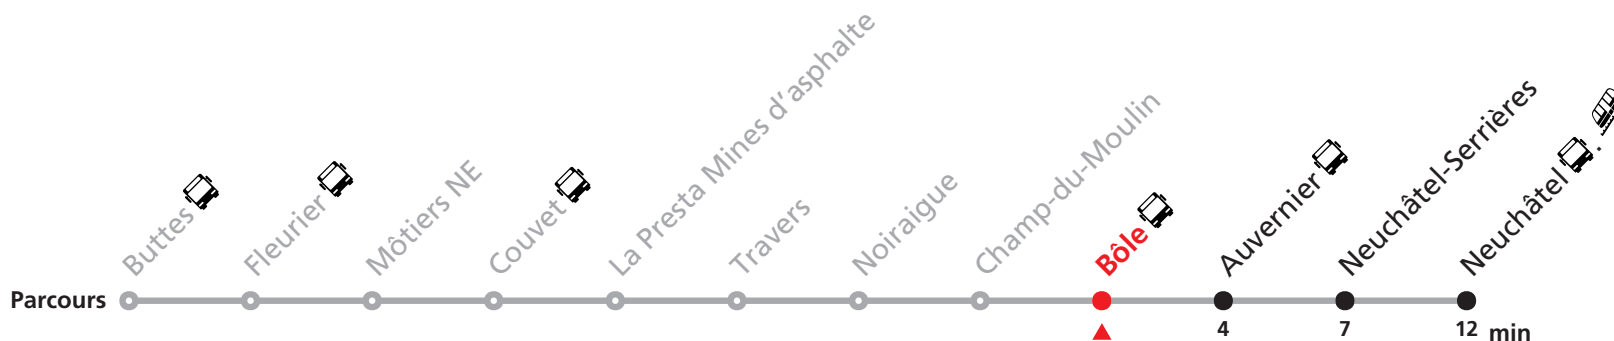 Buttes
Fleurier
Môtiers NE
Couvet
La Presta Mines d'asphalte
Travers
Noiraigue
Champ-du-Moulin
Bôle
Auvernier
Neuchâtel-Serrières
Neuchâtel
Parcours
4 7 12 min